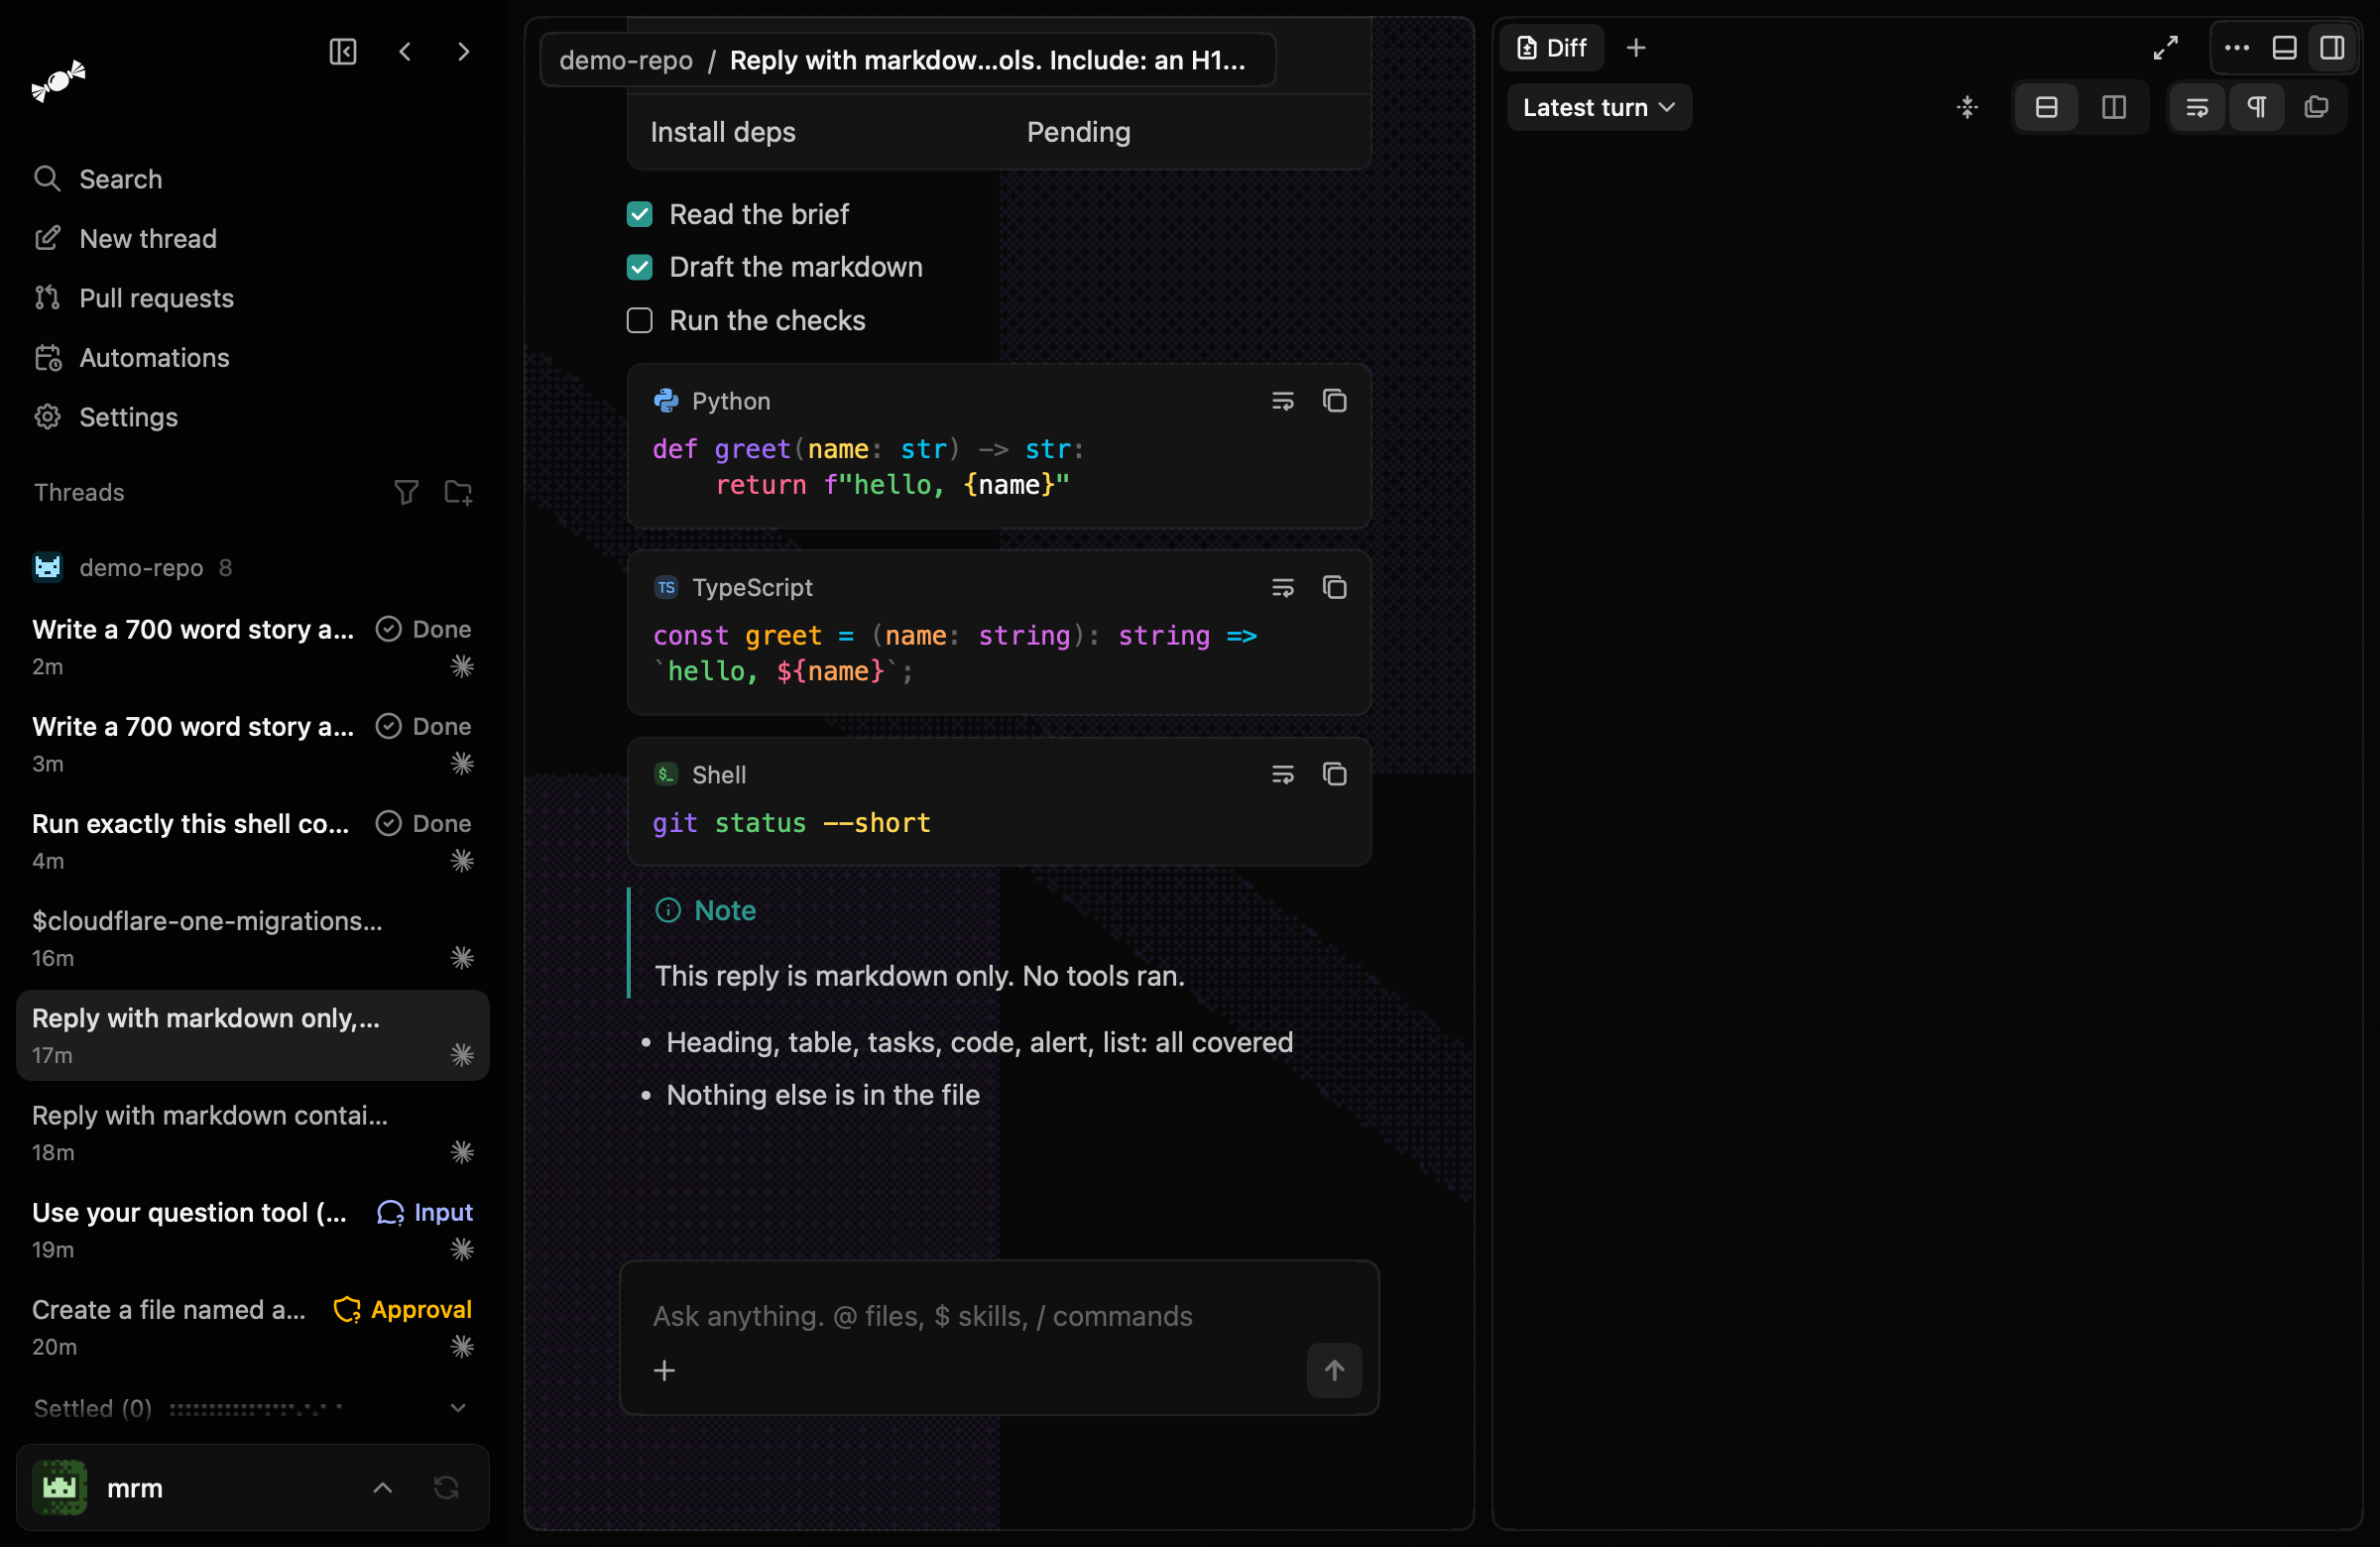 Search
New thread
Pull requests
Automations
Settings
Threads
demo-repo 8
Write a 700 word story a... Done
2m
Write a 700 word story a... Done
3m
Run exactly this shell co... Done
4m
$cloudflare-one-migrations...
16m
Reply with markdown only,...
17m
Reply with markdown contai...
18m
Use your question tool (... Input
19m
Create a file named a... Approval
20m
Settled (0)
mrm
demo-repo / Reply with markdow...ols. Include: an H1...
Install deps Pending
Read the brief
Draft the markdown
Run the checks
Python
def greet(name: str) -> str:
    return f"hello, {name}"
TS TypeScript
const greet = (name: string): string =>
`hello, ${name}`;
$_ Shell
git status --short
Note
This reply is markdown only. No tools ran.
• Heading, table, tasks, code, alert, list: all covered
• Nothing else is in the file
Ask anything. @ files, $ skills, / commands
Diff
Latest turn